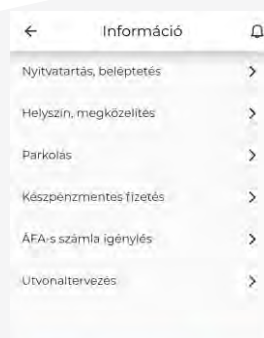 Információ
Nyitvatartás, beléptetés
Helyszín, megközelítés
Parkolás
Készpénzmentes fizetés
ÁFA-s számla igénylés
Útvonaltervezés